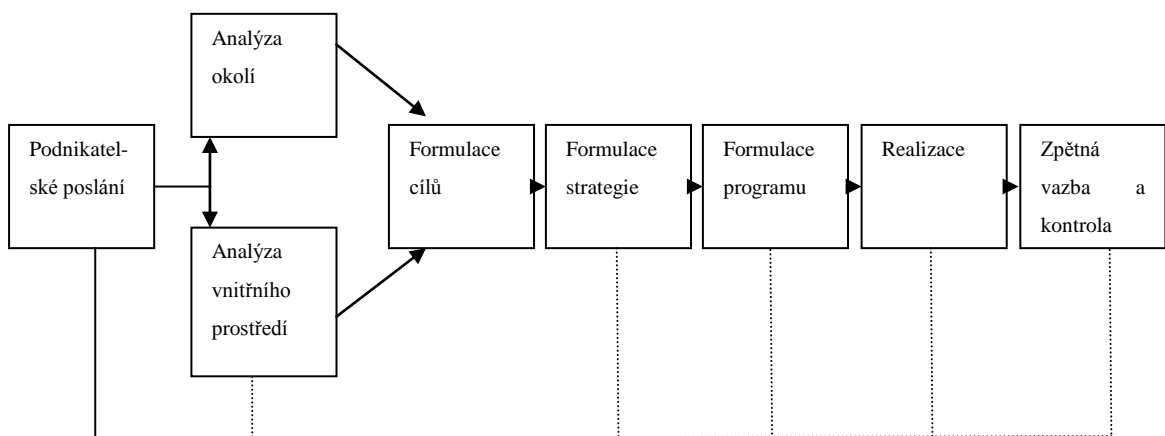 Analýza
okolí
Podnikatel-
ské poslání
Analýza
vnitřního
prostředí
Formulace
cílů
Formulace
strategie
Formulace
programu
Realizace
Zpětná
vazba a
kontrola